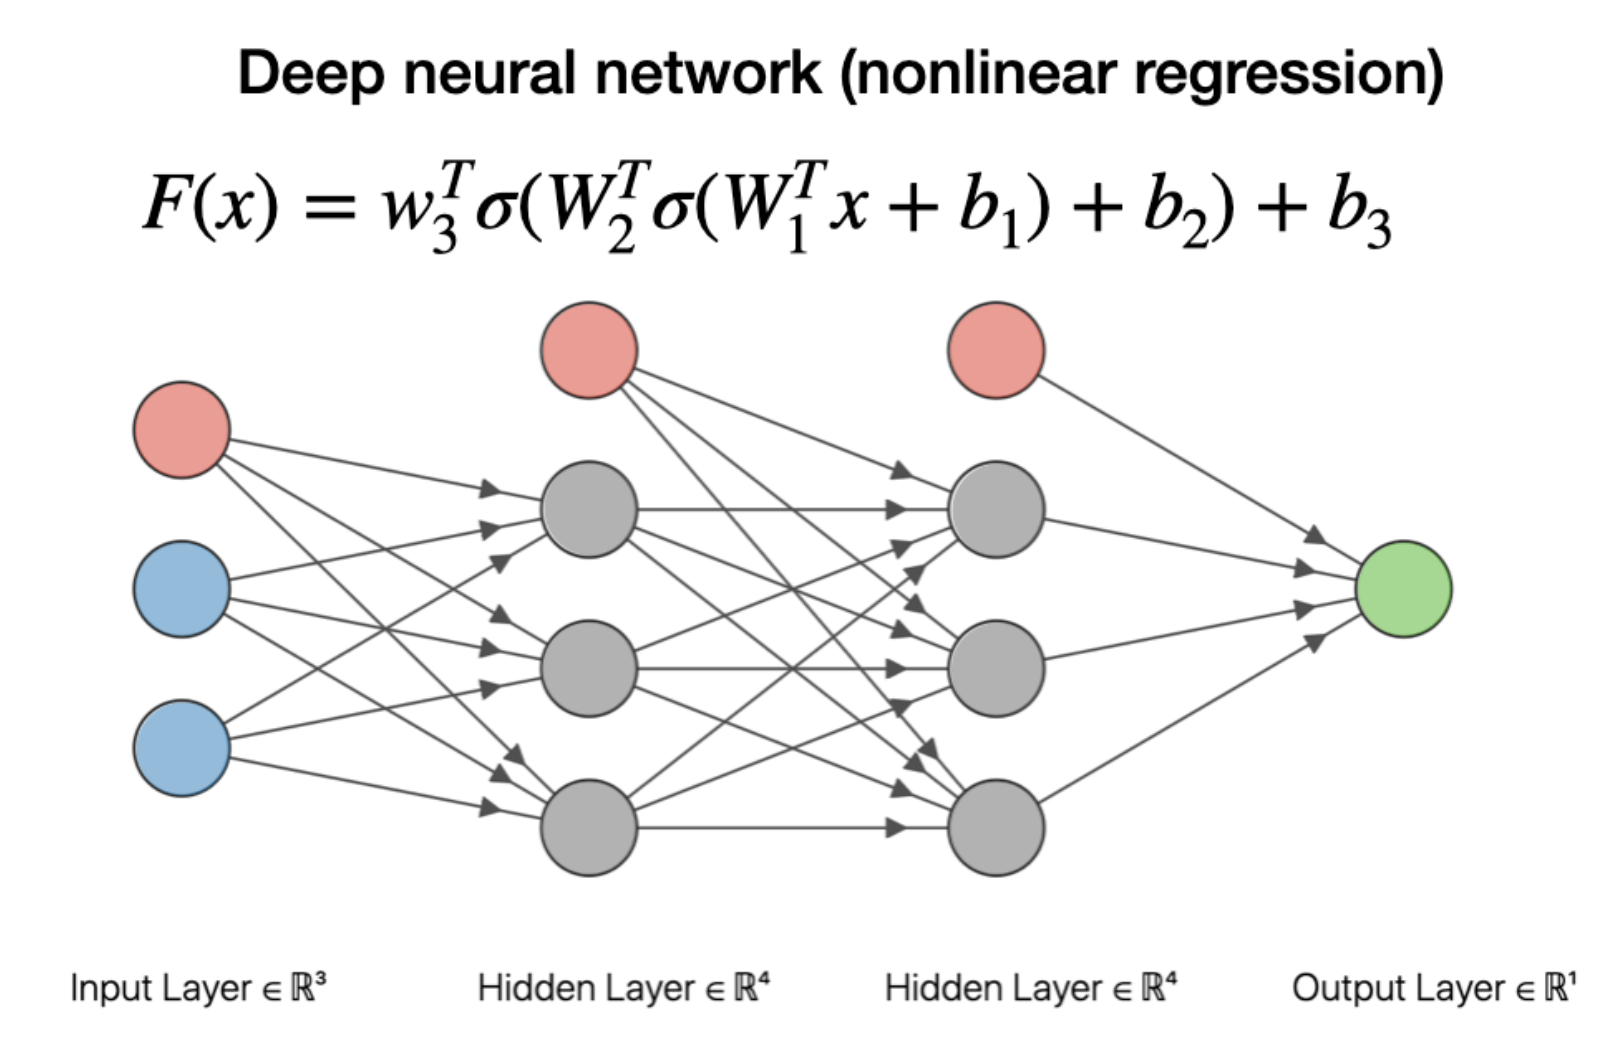 Deep neural network (nonlinear regression)
F(x) = w₃ᵀσ(W₂ᵀσ(W₁ᵀx + b₁) + b₂) + b₃
Input Layer ∈ ℝ³ Hidden Layer ∈ ℝ⁴ Hidden Layer ∈ ℝ⁴ Output Layer ∈ ℝ¹